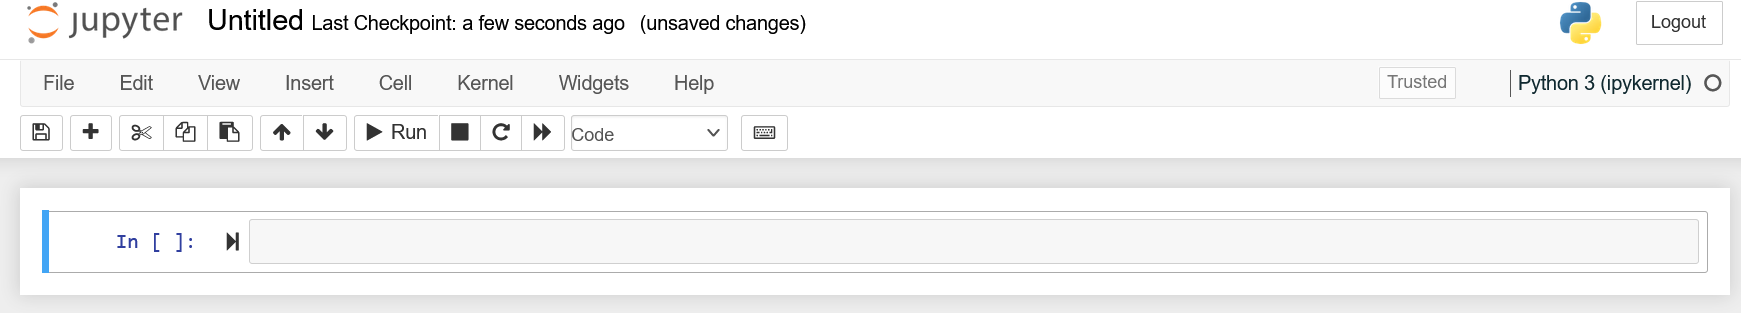 jupyter Untitled Last Checkpoint: a few seconds ago (unsaved changes) Logout
File Edit View Insert Cell Kernel Widgets Help Trusted Python 3 (ipykernel)
Run Code
In [ ]: